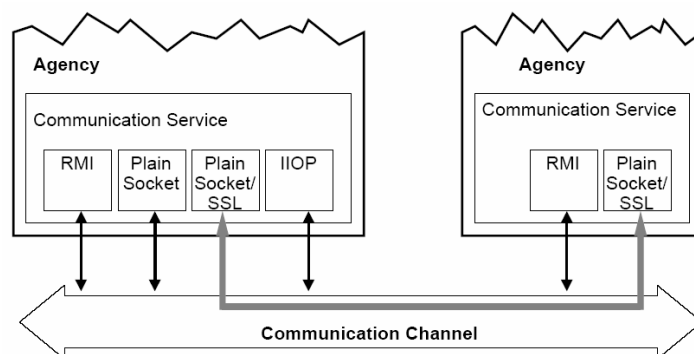 Agency
Communication Service
RMI
Plain
Socket
Plain
Socket/
SSL
IIOP
Agency
Communication Service
RMI
Plain
Socket/
SSL
Communication Channel